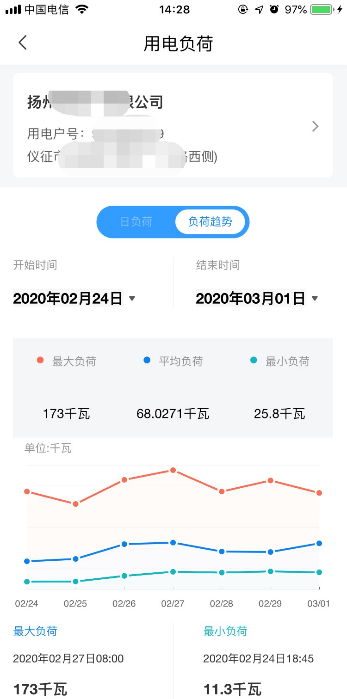 中国电信 14:28 97%
用电负荷
扬州 限公司
用电户号: 9
仪征市 路西侧)
日负荷 负荷趋势
开始时间 结束时间
2020年02月24日 2020年03月01日
最大负荷 平均负荷 最小负荷
173千瓦 68.0271千瓦 25.8千瓦
单位:千瓦
02/24 02/25 02/26 02/27 02/28 02/29 03/01
最大负荷 最小负荷
2020年02月27日08:00 2020年02月24日18:45
173千瓦 11.3千瓦